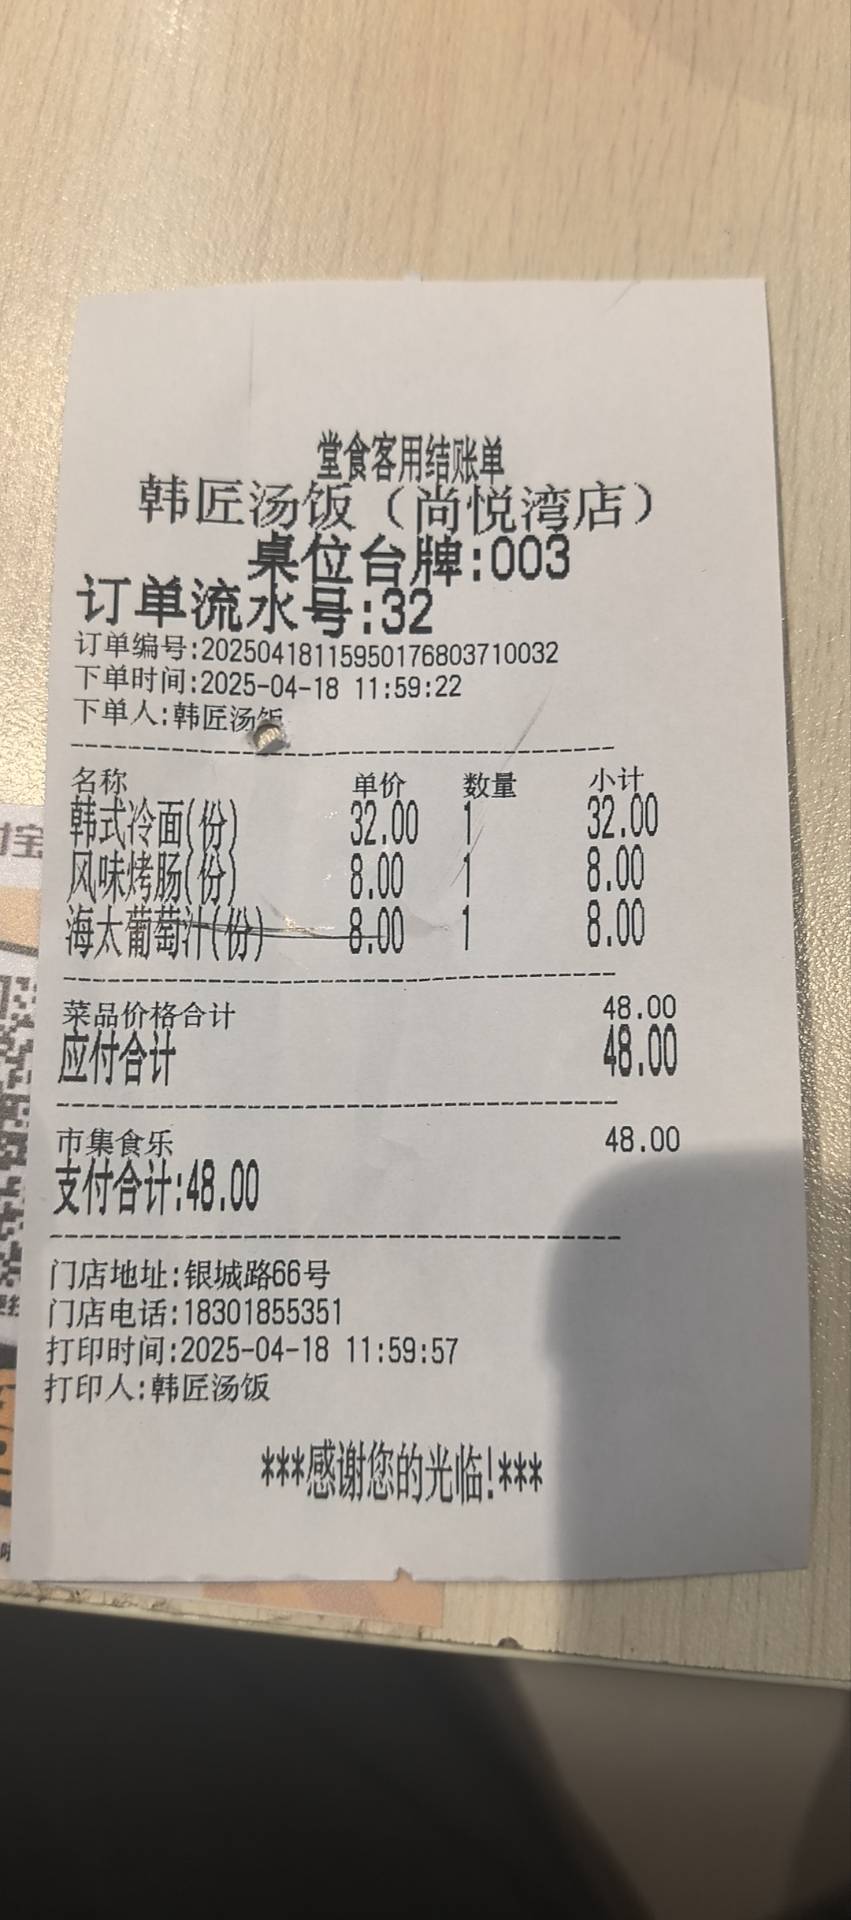 堂食客用结账单
韩匠汤饭（尚悦湾店）
桌位台牌:003
订单流水号:32
订单编号:20250418115950176803710032
下单时间:2025-04-18 11:59:22
下单人:韩匠汤饭
名称 单价 数量 小计
韩式冷面(份) 32.00 1 32.00
风味烤肠(份) 8.00 1 8.00
海太葡萄汁(份) 8.00 1 8.00
菜品价格合计 48.00
应付合计 48.00
市集食乐 48.00
支付合计:48.00
门店地址:银城路66号
门店电话:18301855351
打印时间:2025-04-18 11:59:57
打印人:韩匠汤饭
***感谢您的光临!***